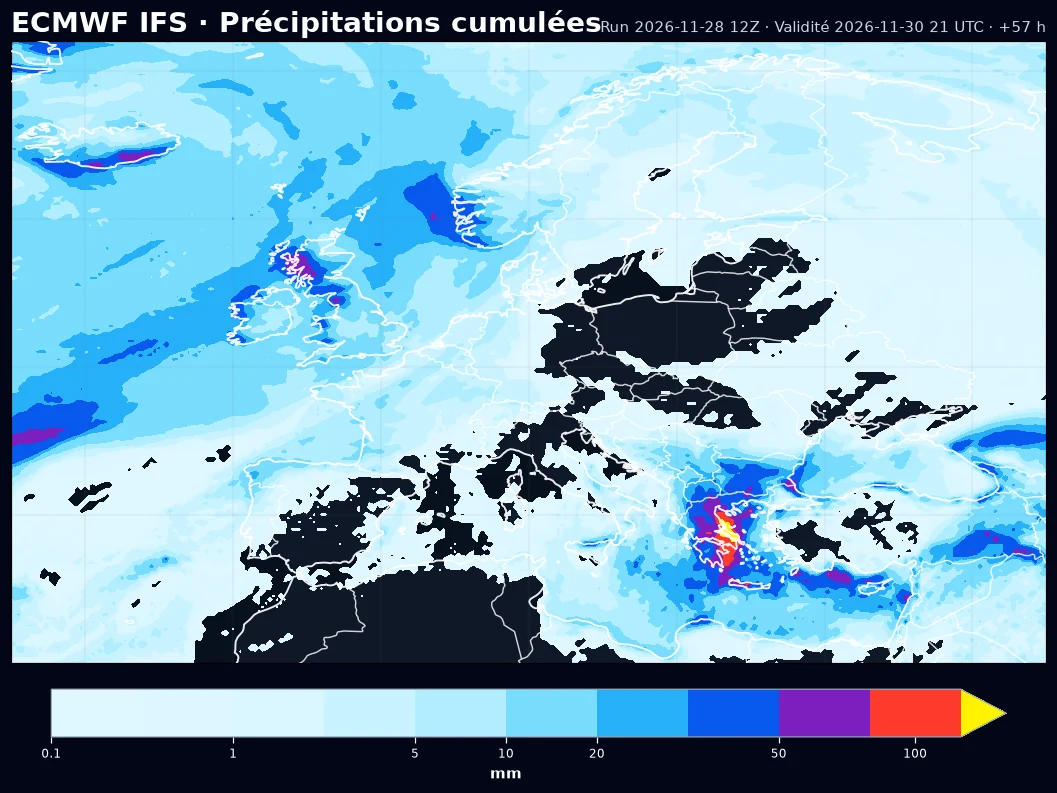 ECMWF IFS · Précipitations cumulées
Run 2026-11-28 12Z · Validité 2026-11-30 21 UTC · +57 h
0.1 1 5 10 20 50 100
mm